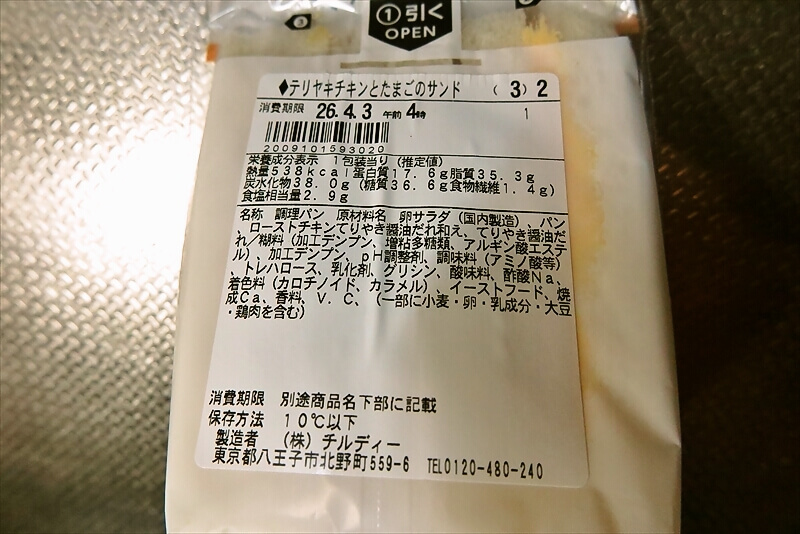 ①引く
OPEN
◆テリヤキチキンとたまごのサンド (3)2
消費期限 26.4.3 午前 4時 1
2009101593020
栄養成分表示 1包装当り (推定値)
熱量538kcal蛋白質17.6g脂質35.3g
炭水化物38.0g(糖質36.6g食物繊維1.4g)
食塩相当量2.9g
名称 調理パン 原材料名 卵サラダ(国内製造)、パン
、ローストチキンてりやき醤油だれ和え、てりやき醤油だ
れ/糊料(加工デンプン、増粘多糖類、アルギン酸エステ
ル)、加工デンプン、pH調整剤、調味料(アミノ酸等)
、トレハロース、乳化剤、グリシン、酸味料、酢酸Na、
着色料(カロチノイド、カラメル)、イーストフード、焼
成Ca、香料、V.C、(一部に小麦・卵・乳成分・大豆
・鶏肉を含む)
消費期限 別途商品名下部に記載
保存方法 10℃以下
製造者 (株)チルディー
東京都八王子市北野町559-6 TEL0120-480-240